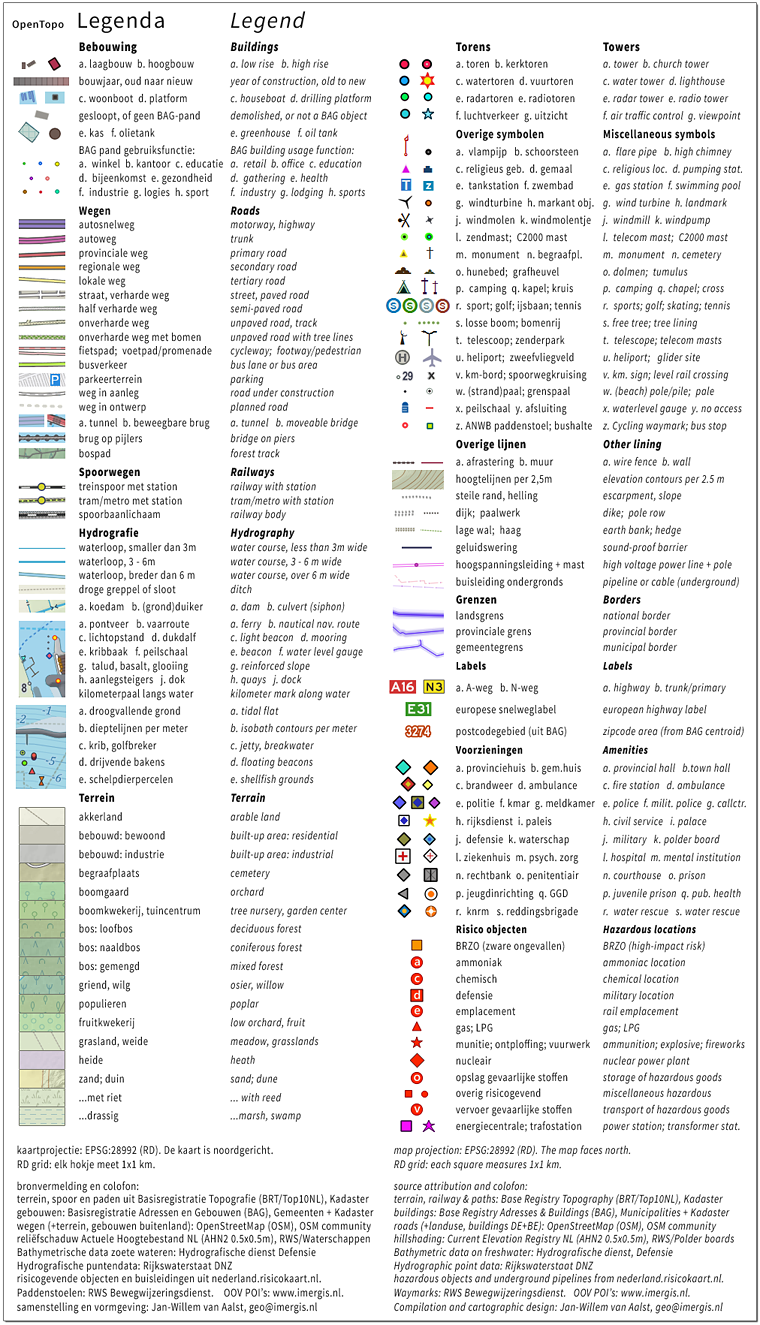 OpenTopo Legenda Legend
Bebouwing Buildings
a. laagbouw b. hoogbouw a. low rise b. high rise
bouwjaar, oud naar nieuw year of construction, old to new
c. woonboot d. platform c. houseboat d. drilling platform
gesloopt, of geen BAG-pand demolished, or not a BAG object
e. kas f. olietank e. greenhouse f. oil tank
BAG pand gebruiksfunctie: BAG building usage function:
a. winkel b. kantoor c. educatie a. retail b. office c. education
d. bijeenkomst e. gezondheid d. gathering e. health
f. industrie g. logies h. sport f. industry g. lodging h. sports
Wegen Roads
autosnelweg motorway, highway
autoweg trunk
provinciale weg primary road
regionale weg secondary road
lokale weg tertiary road
straat, verharde weg street, paved road
half verharde weg semi-paved road
onverharde weg unpaved road, track
onverharde weg met bomen unpaved road with tree lines
fietspad; voetpad/promenade cycleway; footway/pedestrian
busverkeer bus lane or bus area
P parkeerterrein parking
weg in aanleg road under construction
weg in ontwerp planned road
a. tunnel b. beweegbare brug a. tunnel b. moveable bridge
brug op pijlers bridge on piers
bospad forest track
Spoorwegen Railways
treinspoor met station railway with station
tram/metro met station tram/metro with station
spoorbaanlichaam railway body
Hydrografie Hydrography
waterloop, smaller dan 3m water course, less than 3m wide
waterloop, 3 - 6m water course, 3 - 6 m wide
waterloop, breder dan 6 m water course, over 6 m wide
droge greppel of sloot ditch
a. koedam b. (grond)duiker a. dam b. culvert (siphon)
a. pontveer b. vaarroute a. ferry b. nautical nav. route
c. lichtopstand d. dukdalf c. light beacon d. mooring
e. kribbaak f. peilschaal e. beacon f. water level gauge
g. talud, basalt, glooiing g. reinforced slope
h. aanlegsteigers j. dok h. quays j. dock
8 kilometerpaal langs water kilometer mark along water
-1 a. droogvallende grond a. tidal flat
-2 b. dieptelijnen per meter b. isobath contours per meter
c. krib, golfbreker c. jetty, breakwater
-5 d. drijvende bakens d. floating beacons
-6 e. schelpdierpercelen e. shellfish grounds
Terrein Terrain
akkerland arable land
bebouwd: bewoond built-up area: residential
bebouwd: industrie built-up area: industrial
begraafplaats cemetery
boomgaard orchard
boomkwekerij, tuincentrum tree nursery, garden center
bos: loofbos deciduous forest
bos: naaldbos coniferous forest
bos: gemengd mixed forest
griend, wilg osier, willow
populieren poplar
fruitkwekerij low orchard, fruit
grasland, weide meadow, grasslands
heide heath
zand; duin sand; dune
...met riet ... with reed
...drassig ...marsh, swamp
Torens Towers
a. toren b. kerktoren a. tower b. church tower
c. watertoren d. vuurtoren c. water tower d. lighthouse
e. radartoren e. radiotoren e. radar tower e. radio tower
f. luchtverkeer g. uitzicht f. air traffic control g. viewpoint
Overige symbolen Miscellaneous symbols
a. vlampijp b. schoorsteen a. flare pipe b. high chimney
c. religieus geb. d. gemaal c. religious loc. d. pumping stat.
T z e. tankstation f. zwembad e. gas station f. swimming pool
g. windturbine h. markant obj. g. wind turbine h. landmark
j. windmolen k. windmolentje j. windmill k. windpump
l. zendmast; C2000 mast l. telecom mast; C2000 mast
m. monument n. begraafpl. m. monument n. cemetery
o. hunebed; grafheuvel o. dolmen; tumulus
p. camping q. kapel; kruis p. camping q. chapel; cross
S S S S r. sport; golf; ijsbaan; tennis r. sports; golf; skating; tennis
s. losse boom; bomenrij s. free tree; tree lining
t. telescoop; zenderpark t. telescope; telecom masts
H u. heliport; zweefvliegveld u. heliport; glider site
29 v. km-bord; spoorwegkruising v. km. sign; level rail crossing
w. (strand)paal; grenspaal w. (beach) pole/pile; pole
x. peilschaal y. afsluiting x. waterlevel gauge y. no access
z. ANWB paddenstoel; bushalte z. Cycling waymark; bus stop
Overige lijnen Other lining
a. afrastering b. muur a. wire fence b. wall
hoogtelijnen per 2,5m elevation contours per 2.5 m
steile rand, helling escarpment, slope
dijk; paalwerk dike; pole row
lage wal; haag earth bank; hedge
geluidswering sound-proof barrier
hoogspanningsleiding + mast high voltage power line + pole
buisleiding ondergronds pipeline or cable (underground)
Grenzen Borders
landsgrens national border
provinciale grens provincial border
gemeentegrens municipal border
Labels Labels
A16 N3 a. A-weg b. N-weg a. highway b. trunk/primary
E31 europese snelweglabel european highway label
3274 postcodegebied (uit BAG) zipcode area (from BAG centroid)
Voorzieningen Amenities
a. provinciehuis b. gem.huis a. provincial hall b.town hall
c. brandweer d. ambulance c. fire station d. ambulance
e. politie f. kmar g. meldkamer e. police f. milit. police g. callctr.
h. rijksdienst i. paleis h. civil service i. palace
j. defensie k. waterschap j. military k. polder board
l. ziekenhuis m. psych. zorg l. hospital m. mental institution
n. rechtbank o. penitentiair n. courthouse o. prison
p. jeugdinrichting q. GGD p. juvenile prison q. pub. health
r. knrm s. reddingsbrigade r. water rescue s. water rescue
Risico objecten Hazardous locations
BRZO (zware ongevallen) BRZO (high-impact risk)
a ammoniak ammoniac location
c chemisch chemical location
d defensie military location
e emplacement rail emplacement
gas; LPG gas; LPG
munitie; ontploffing; vuurwerk ammunition; explosive; fireworks
nucleair nuclear power plant
o opslag gevaarlijke stoffen storage of hazardous goods
overig risicogevend miscellaneous hazardous
v vervoer gevaarlijke stoffen transport of hazardous goods
energiecentrale; trafostation power station; transformer stat.
kaartprojectie: EPSG:28992 (RD). De kaart is noordgericht.
RD grid: elk hokje meet 1x1 km.
bronvermelding en colofon:
terrein, spoor en paden uit Basisregistratie Topografie (BRT/Top10NL), Kadaster
gebouwen: Basisregistratie Adressen en Gebouwen (BAG), Gemeenten + Kadaster
wegen (+terrein, gebouwen buitenland): OpenStreetMap (OSM), OSM community
reliëfschaduw Actuele Hoogtebestand NL (AHN2 0.5x0.5m), RWS/Waterschappen
Bathymetrische data zoete wateren: Hydrografische dienst Defensie
Hydrografische puntendata: Rijkswaterstaat DNZ
risicogevende objecten en buisleidingen uit nederland.risicokaart.nl.
Paddenstoelen: RWS Bewegwijzeringsdienst. OOV POI's: www.imergis.nl.
samenstelling en vormgeving: Jan-Willem van Aalst, geo@imergis.nl
map projection: EPSG:28992 (RD). The map faces north.
RD grid: each square measures 1x1 km.
source attribution and colofon:
terrain, railway & paths: Base Registry Topography (BRT/Top10NL), Kadaster
buildings: Base Registry Adresses & Buildings (BAG), Municipalities + Kadaster
roads (+landuse, buildings DE+BE): OpenStreetMap (OSM), OSM community
hillshading: Current Elevation Registry NL (AHN2 0.5x0.5m), RWS/Polder boards
Bathymetric data on freshwater: Hydrografische dienst, Defensie
Hydrographic point data: Rijkswaterstaat DNZ
hazardous objects and underground pipelines from nederland.risicokaart.nl.
Waymarks: RWS Bewegwijzeringsdienst. OOV POI's: www.imergis.nl.
Compilation and cartographic design: Jan-Willem van Aalst, geo@imergis.nl